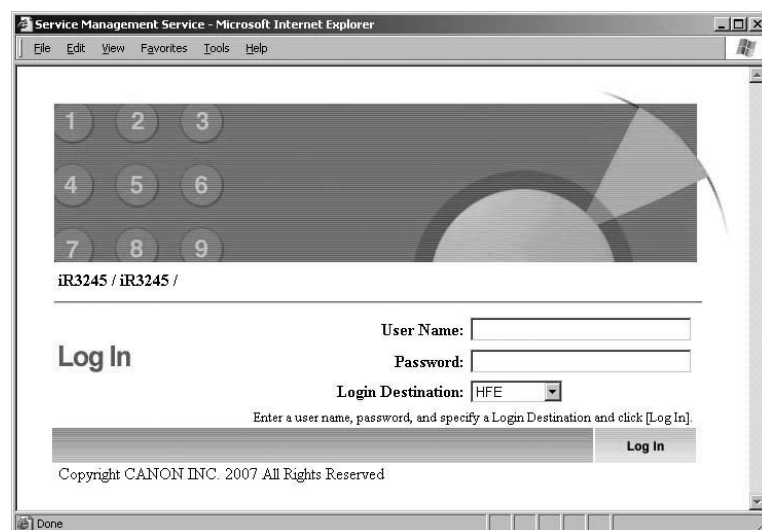 Service Management Service - Microsoft Internet Explorer
File Edit View Favorites Tools Help
1 2 3
4 5 6
7 8 9
iR3245 / iR3245 /
Log In
User Name:
Password:
Login Destination: HFE
Enter a user name, password, and specify a Login Destination and click [Log In].
Log In
Copyright CANON INC. 2007 All Rights Reserved
Done